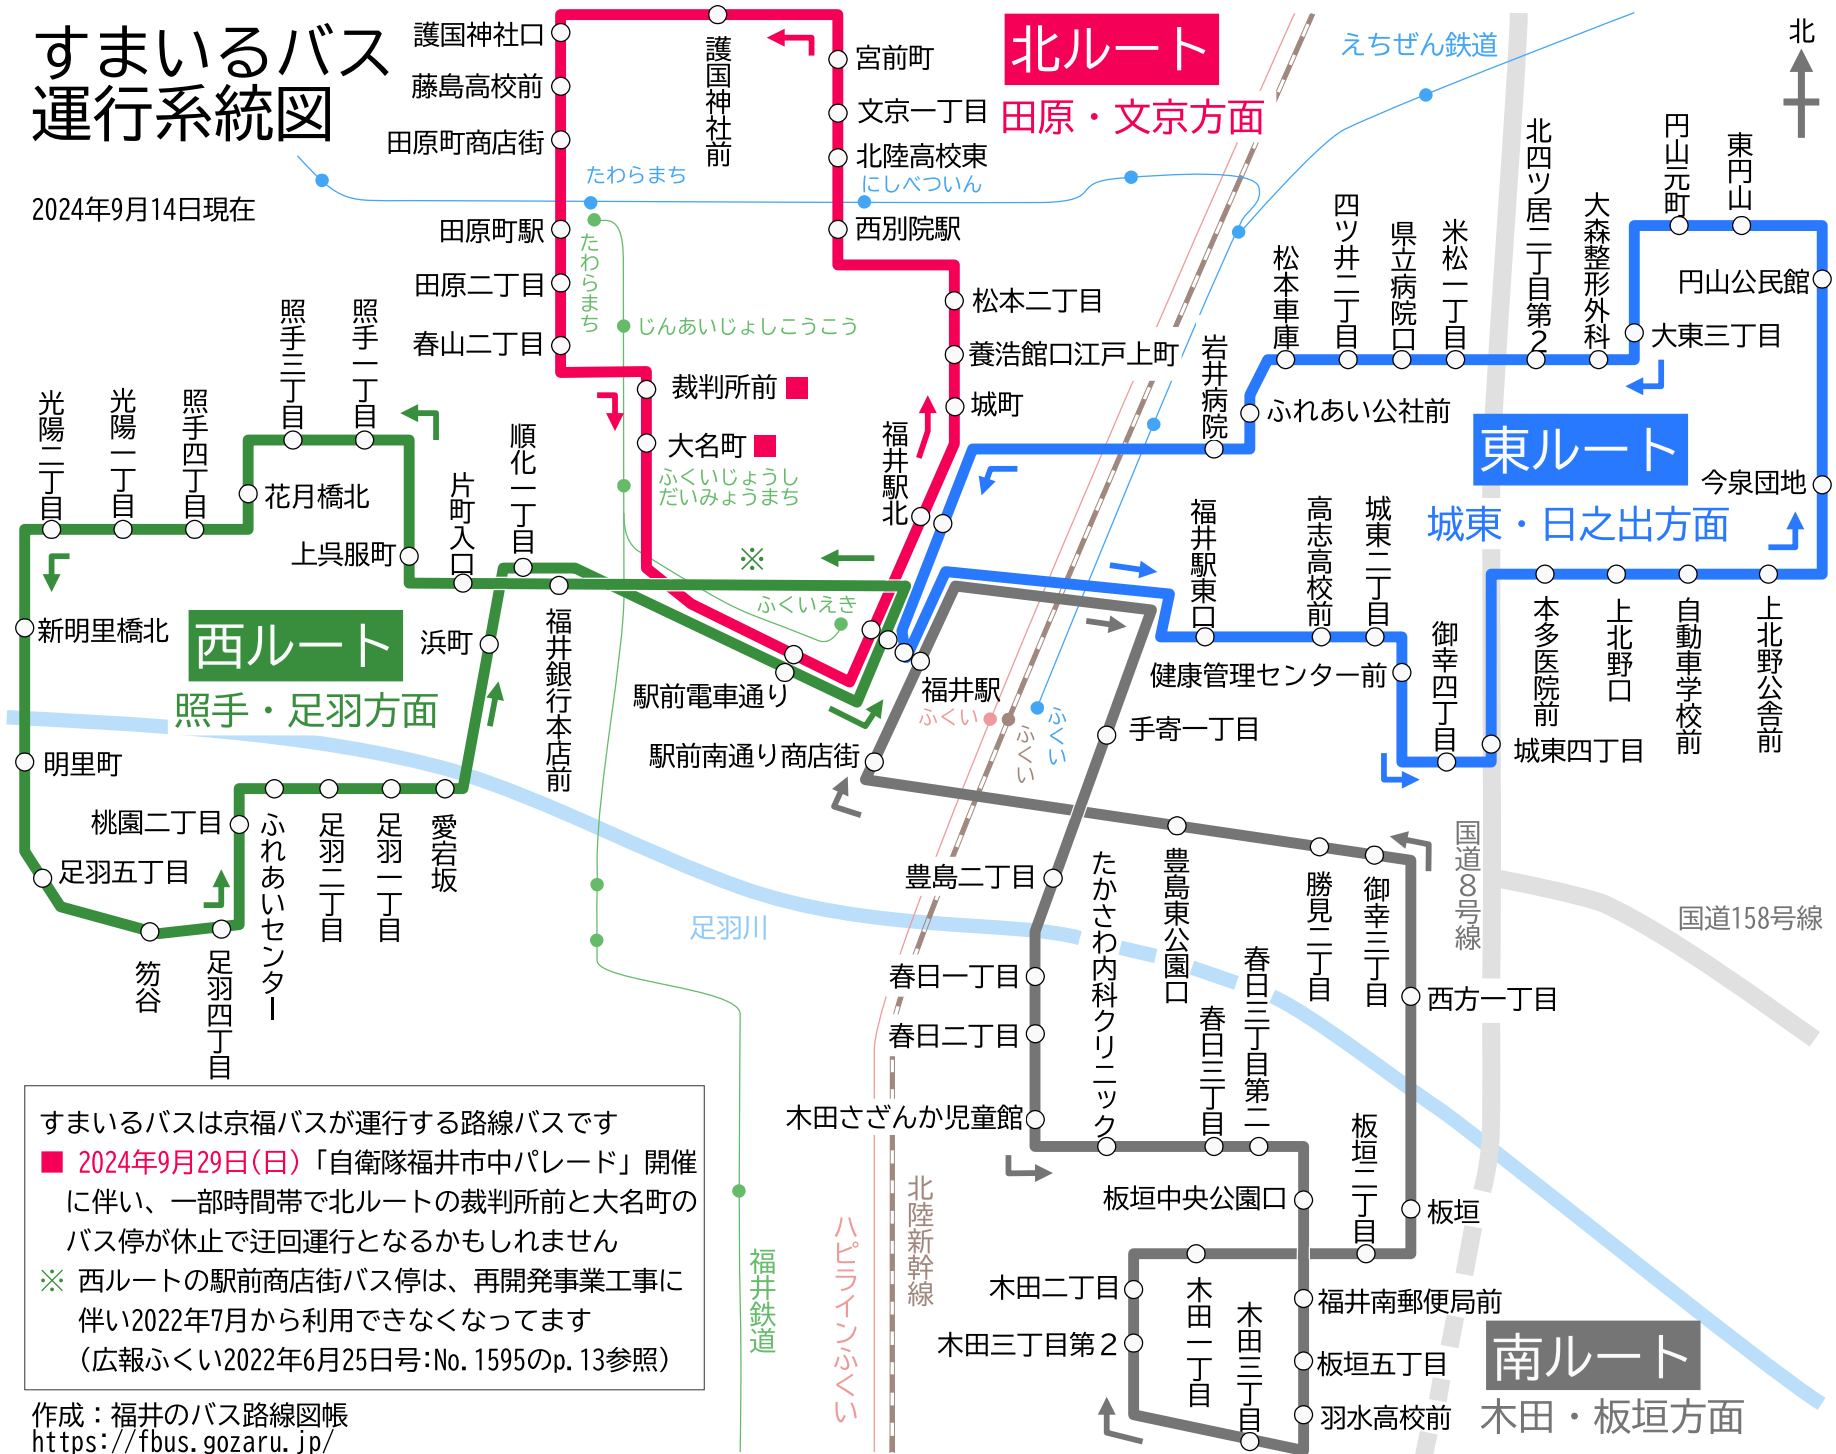 すまいるバス
運行系統図
2024年9月14日現在
北ルート
田原・文京方面
えちぜん鉄道
北
護国神社口
藤島高校前
田原町商店街
田原町駅
田原二丁目
春山二丁目
裁判所前 ■
大名町 ■
護国神社前
宮前町
文京一丁目
北陸高校東
にしべついん
西別院駅
松本二丁目
養浩館口江戸上町
城町
福井駅北
たわらまち
たわらまち
じんあいじょしこうこう
ふくいじょうし
だいみょうまち
ふくいえき
※
東ルート
城東・日之出方面
岩井病院
ふれあい公社前
松本車庫
四ツ井二丁目
県立病院口
米松一丁目
北四ツ居二丁目第2
大森整形外科
大東三丁目
円山元町
東円山
円山公民館
今泉団地
上北野公舎前
自動車学校前
上北野口
本多医院前
城東四丁目
御幸四丁目
健康管理センター前
城東二丁目
高志高校前
福井駅東口
西ルート
照手・足羽方面
照手三丁目
照手一丁目
光陽二丁目
光陽一丁目
照手四丁目
花月橋北
上呉服町
片町入口
順化一丁目
新明里橋北
明里町
浜町
福井銀行本店前
駅前電車通り
桃園二丁目
足羽五丁目
笏谷
足羽四丁目
ふれあいセンター
足羽二丁目
足羽一丁目
愛宕坂
足羽川
福井駅
ふくい
ふくい
ふくい
駅前南通り商店街
手寄一丁目
豊島二丁目
春日一丁目
春日二丁目
木田さざんか児童館
たかさわ内科クリニック
豊島東公園口
春日三丁目
春日三丁目第二
勝見二丁目
御幸三丁目
西方一丁目
板垣
板垣二丁目
板垣中央公園口
木田二丁目
木田三丁目第2
木田一丁目
木田三丁目
福井南郵便局前
板垣五丁目
羽水高校前
国道8号線
国道158号線
南ルート
木田・板垣方面
福井鉄道
ハピラインふくい
北陸新幹線
すまいるバスは京福バスが運行する路線バスです
■ 2024年9月29日(日)「自衛隊福井市中パレード」開催
に伴い、一部時間帯で北ルートの裁判所前と大名町の
バス停が休止で迂回運行となるかもしれません
※ 西ルートの駅前商店街バス停は、再開発事業工事に
伴い2022年7月から利用できなくなってます
(広報ふくい2022年6月25日号:No.1595のp.13参照)
作成：福井のバス路線図帳
https://fbus.gozaru.jp/